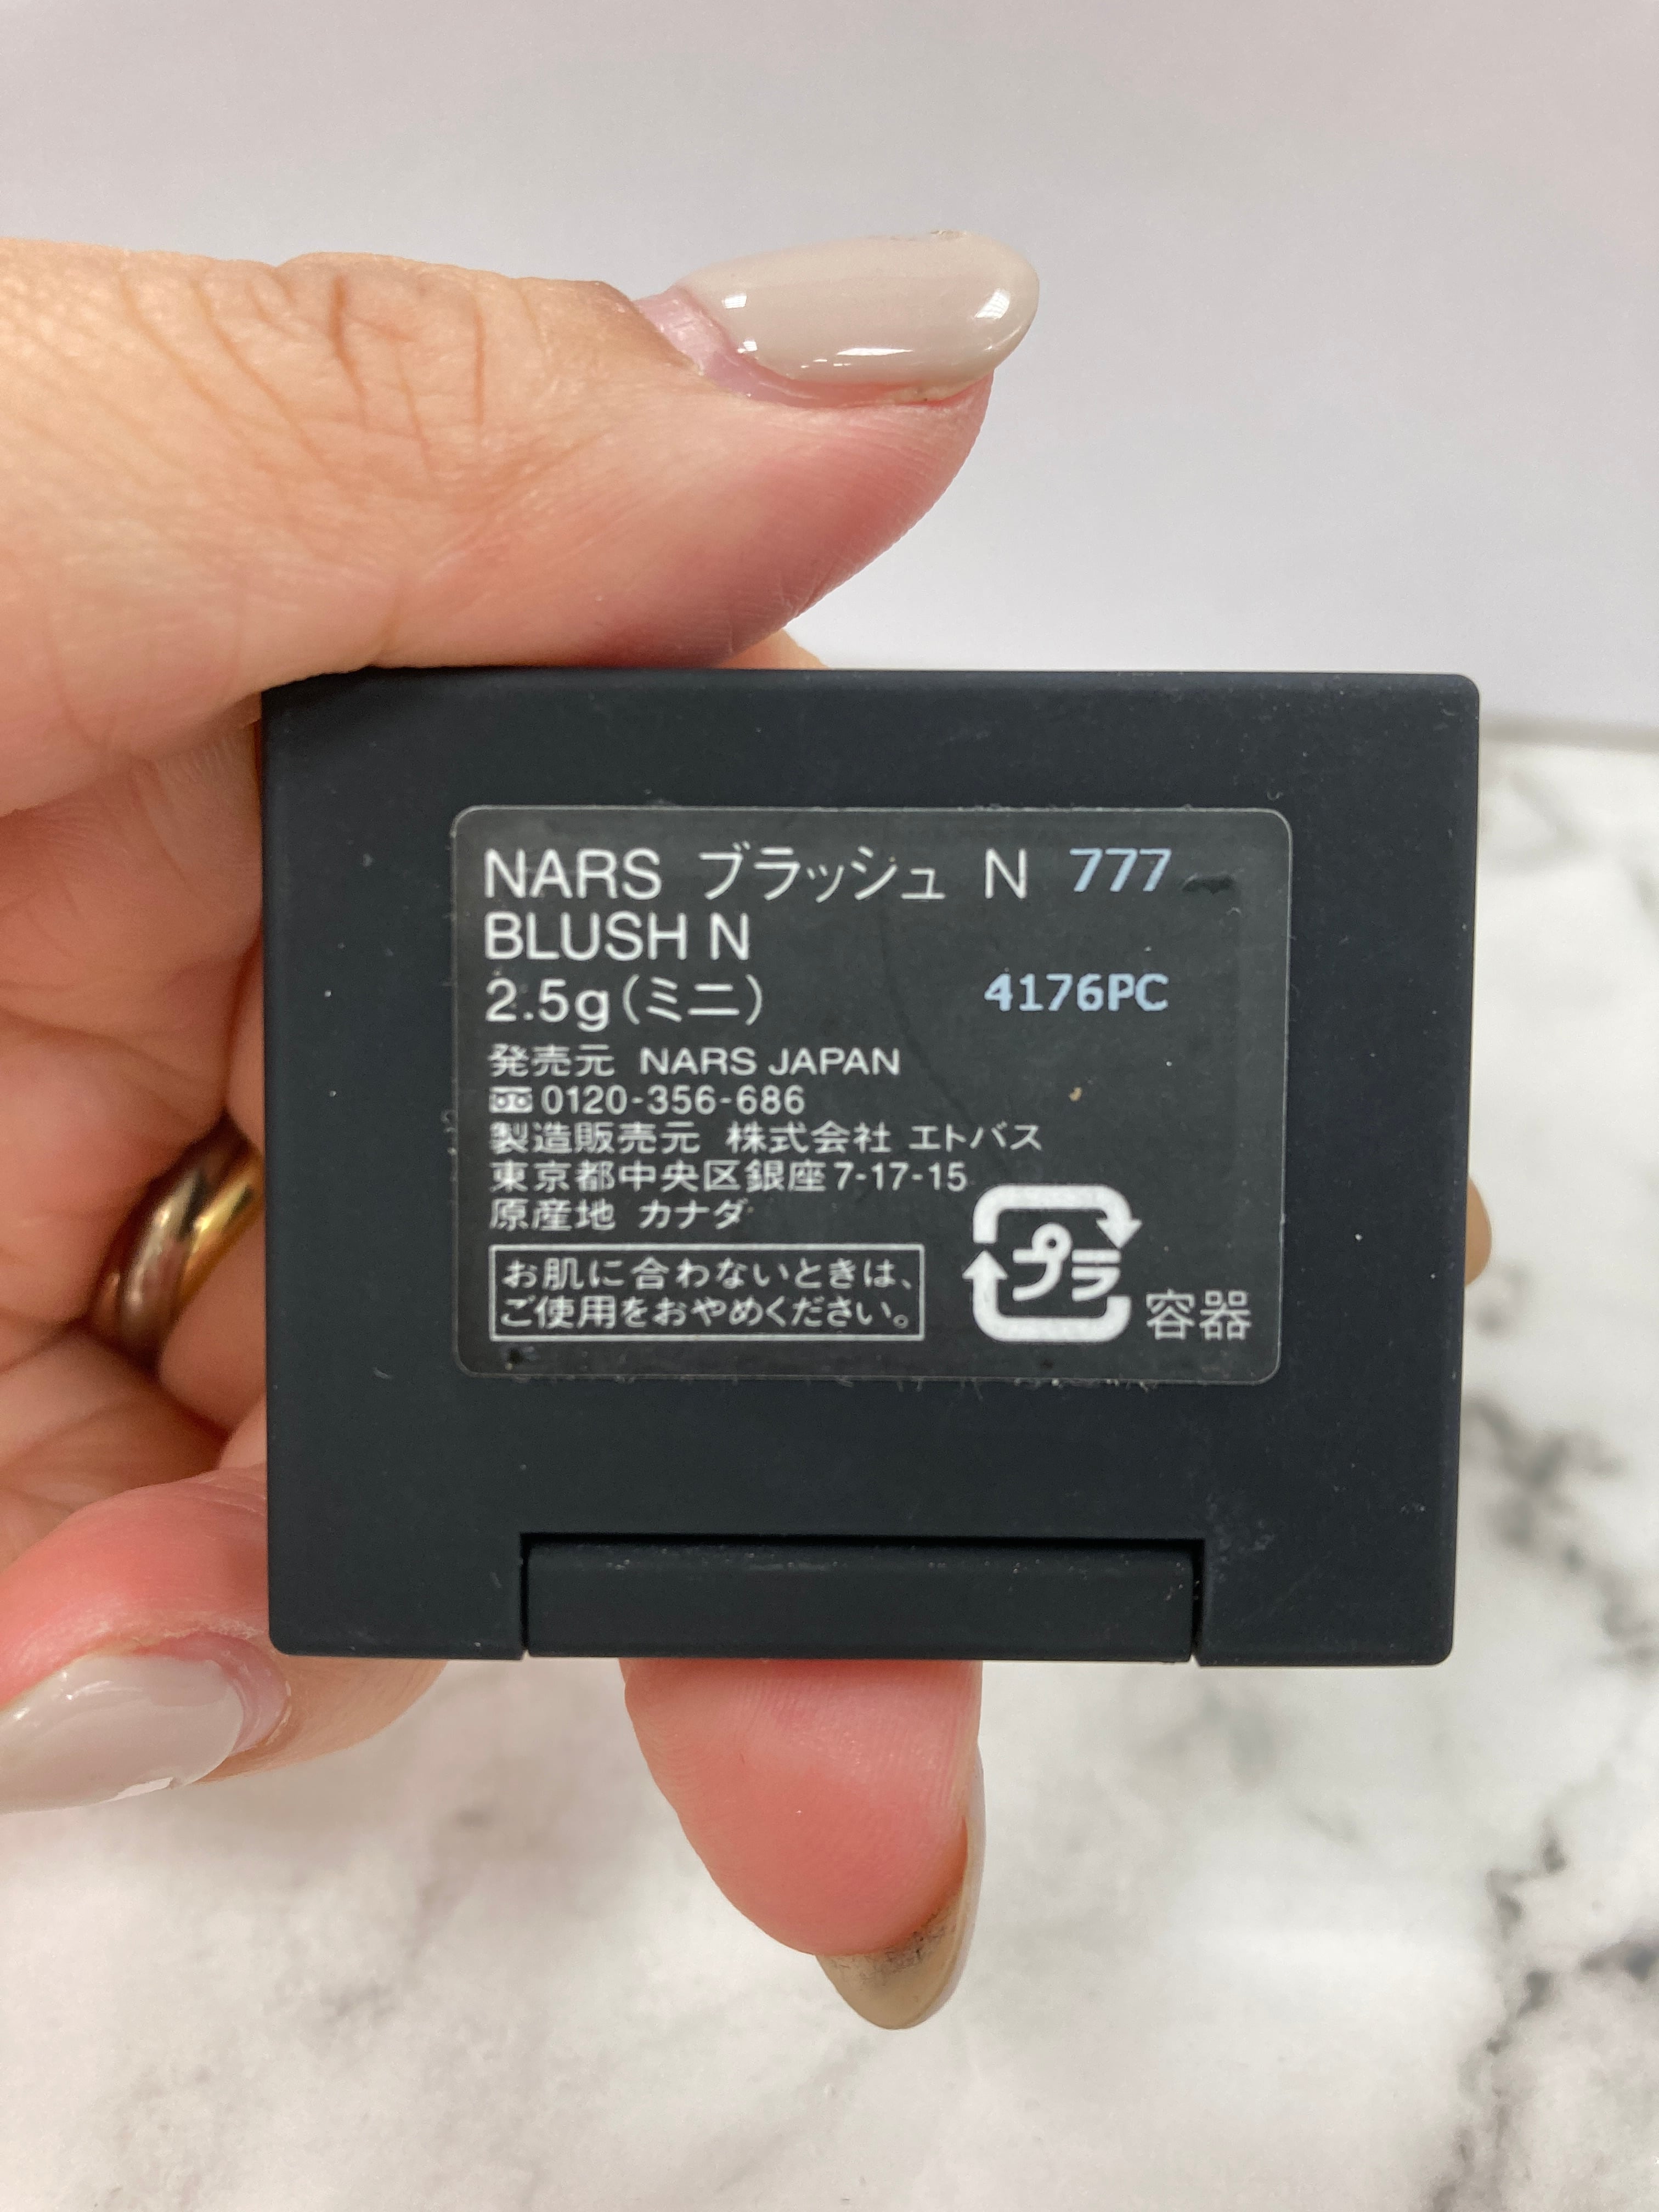 NARS ブラッシュ N 777
BLUSH N
2.5g(ミニ) 4176PC
発売元 NARS JAPAN
0120-356-686
製造販売元 株式会社 エトバス
東京都中央区銀座7-17-15
原産地 カナダ
お肌に合わないときは、
ご使用をおやめください。
プラ
容器